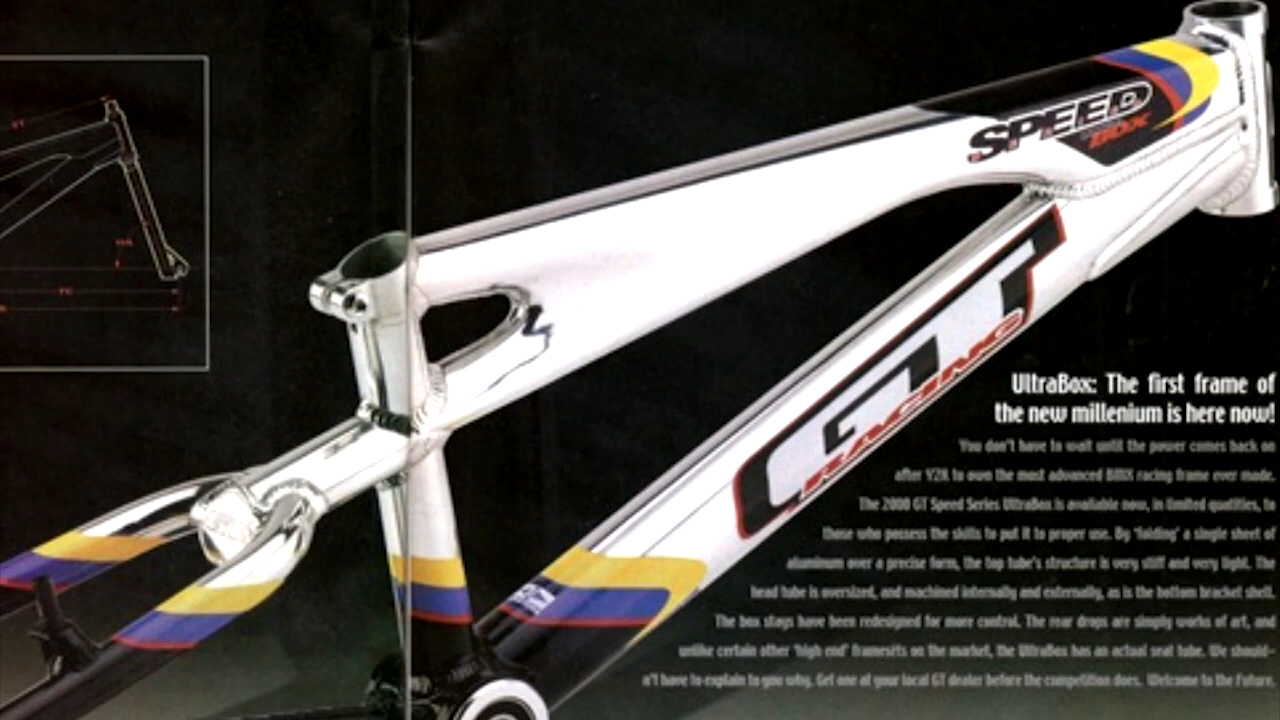 SPEED
BOX
GT
RACING
UltraBox: The first frame of
the new millenium is here now!
You don't have to wait until the power comes back on
after Y2K to own the most advanced BMX racing frame ever made.
The 2000 GT Speed Series UltraBox is available now, in limited qualities, to
those who possess the skills to put it to proper use. By 'folding' a single sheet of
aluminum over a precise form, the top tube's structure is very stiff and very light. The
head tube is oversized, and machined internally and externally, as is the bottom bracket shell.
The box stays have been redesigned for more control. The rear drops are simply works of art, and
unlike certain other 'high end' framesets on the market, the UltraBox has an actual seat tube. We should-
n't have to explain to you why. Get one at your local GT dealer before the competition does. Welcome to the Future.